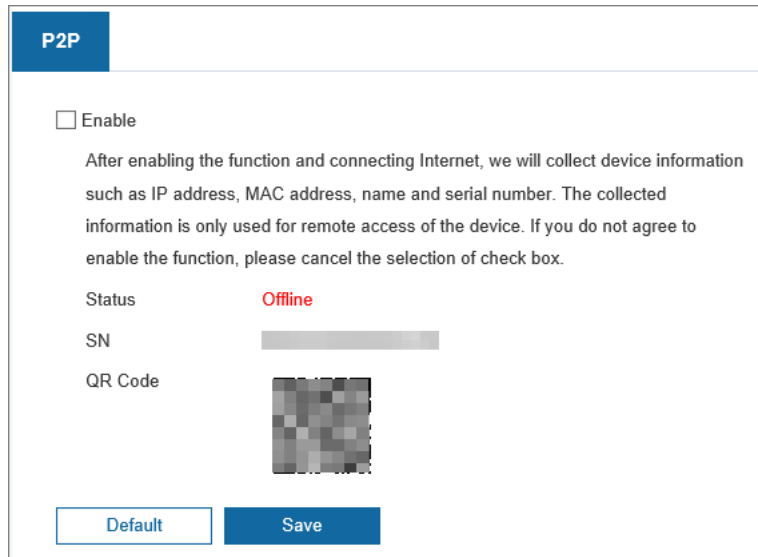 P2P
Enable
After enabling the function and connecting Internet, we will collect device information
such as IP address, MAC address, name and serial number. The collected
information is only used for remote access of the device. If you do not agree to
enable the function, please cancel the selection of check box.
Status Offline
SN
QR Code
Default Save